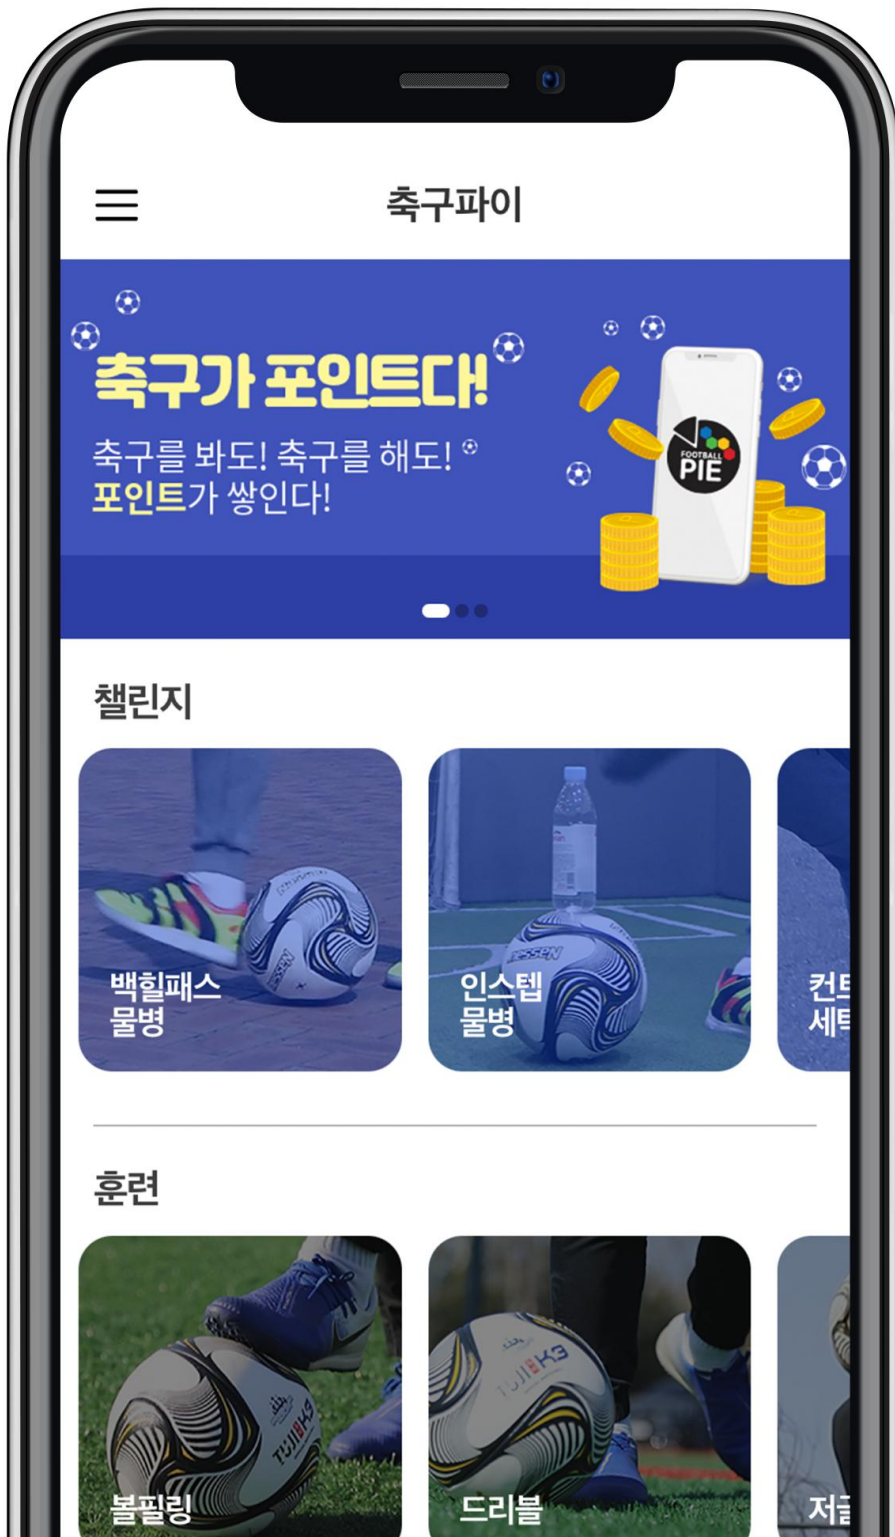 축구파이
축구가 포인트다!
축구를 봐도! 축구를 해도!
포인트가 쌓인다!
FOOTBALL
PIE
챌린지
백힐패스
물병
인스텝
물병
훈련
볼필링
드리블